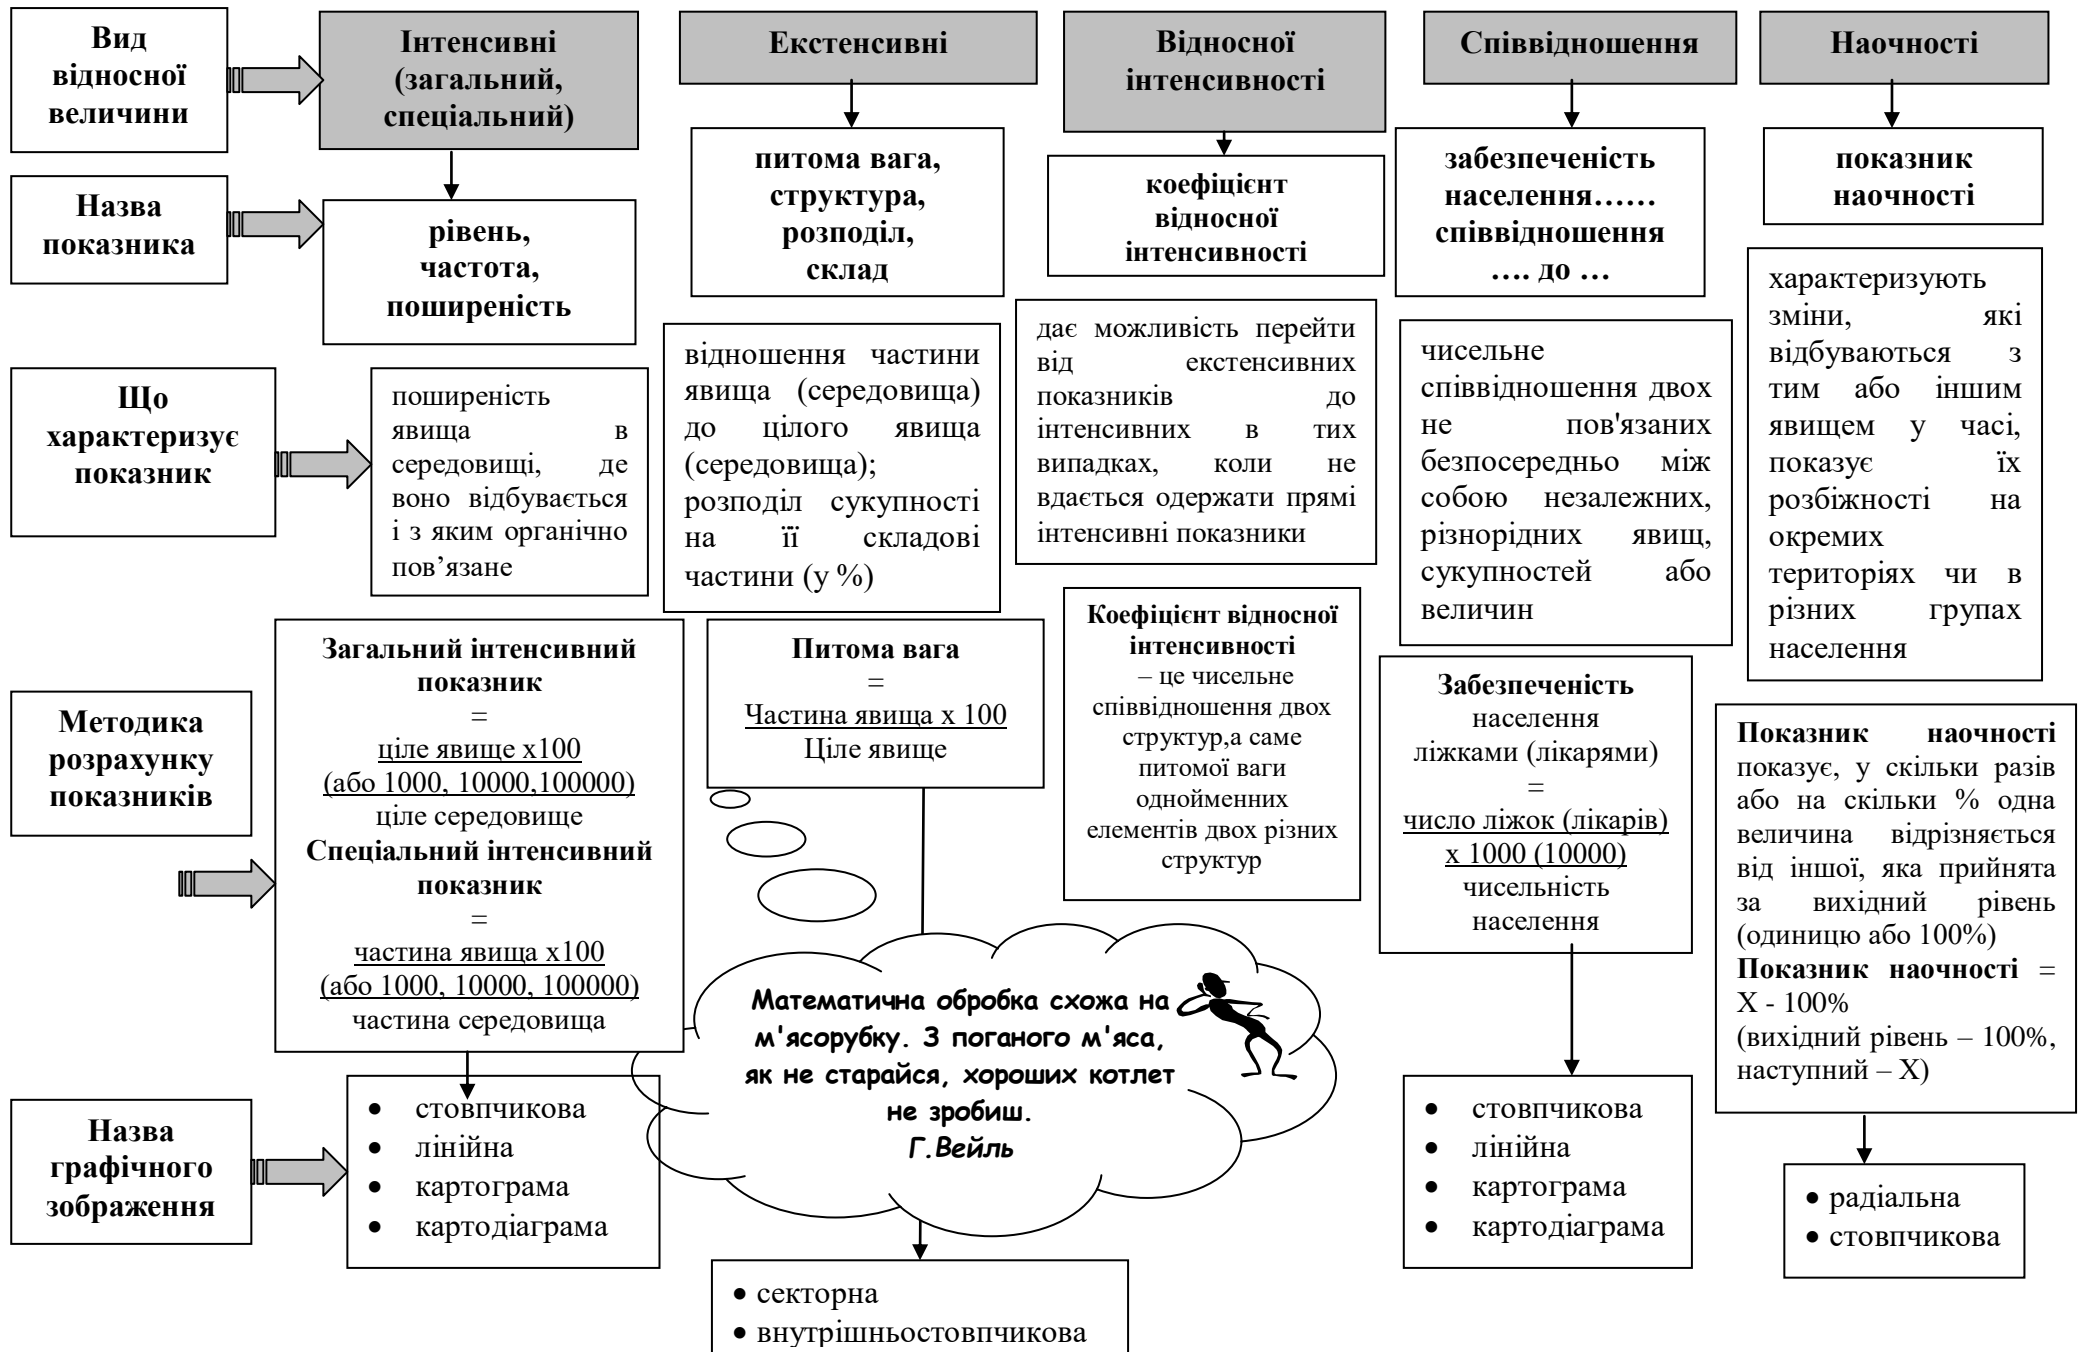 Вид
відносної
величини
Інтенсивні
(загальний,
спеціальний)
Екстенсивні
Відносної
інтенсивності
Співвідношення
Наочності
Назва
показника
рівень,
частота,
поширеність
питома вага,
структура,
розподіл,
склад
коефіцієнт
відносної
інтенсивності
забезпеченість
населення……
співвідношення
…. до …
показник
наочності
Що
характеризує
показник
поширеність
явища в
середовищі, де
воно відбувається
і з яким органічно
пов’язане
відношення частини
явища (середовища)
до цілого явища
(середовища);
розподіл сукупності
на її складові
частини (у %)
дає можливість перейти
від екстенсивних
показників до
інтенсивних в тих
випадках, коли не
вдається одержати прямі
інтенсивні показники
чисельне
співвідношення двох
не пов'язаних
безпосередньо між
собою незалежних,
різнорідних явищ,
сукупностей або
величин
характеризують
зміни, які
відбуваються з
тим або іншим
явищем у часі,
показує їх
розбіжності на
окремих
територіях чи в
різних групах
населення
Методика
розрахунку
показників
Загальний інтенсивний
показник
=
ціле явище х100
(або 1000, 10000,100000)
ціле середовище
Спеціальний інтенсивний
показник
=
частина явища х100
(або 1000, 10000, 100000)
частина середовища
Питома вага
=
Частина явища х 100
Ціле явище
Коефіцієнт відносної
інтенсивності
– це чисельне
співвідношення двох
структур,а саме
питомої ваги
однойменних
елементів двох різних
структур
Забезпеченість
населення
ліжками (лікарями)
=
число ліжок (лікарів)
х 1000 (10000)
чисельність
населення
Показник наочності
показує, у скільки разів
або на скільки % одна
величина відрізняється
від іншої, яка прийнята
за вихідний рівень
(одиницю або 100%)
Показник наочності =
Х - 100%
(вихідний рівень – 100%,
наступний – Х)
Математична обробка схожа на
м'ясорубку. З поганого м'яса,
як не старайся, хороших котлет
не зробиш.
Г.Вейль
Назва
графічного
зображення
• стовпчикова
• лінійна
• картограма
• картодіаграма
• секторна
• внутрішньостовпчикова
• стовпчикова
• лінійна
• картограма
• картодіаграма
• радіальна
• стовпчикова